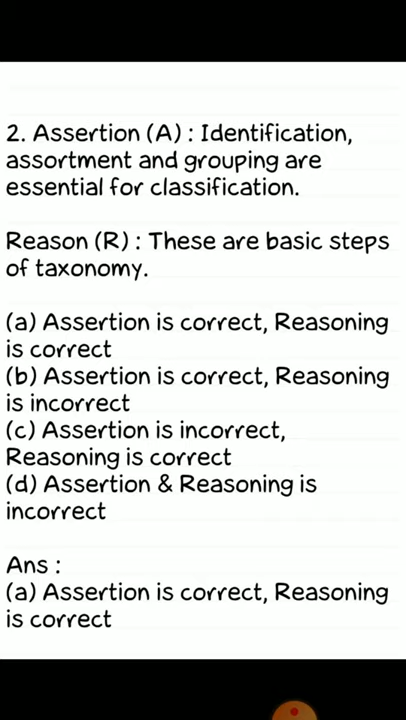 2. Assertion (A) : Identification,
assortment and grouping are
essential for classification.
Reason (R) : These are basic steps
of taxonomy.
(a) Assertion is correct, Reasoning
is correct
(b) Assertion is correct, Reasoning
is incorrect
(c) Assertion is incorrect,
Reasoning is correct
(d) Assertion & Reasoning is
incorrect
Ans :
(a) Assertion is correct, Reasoning
is correct